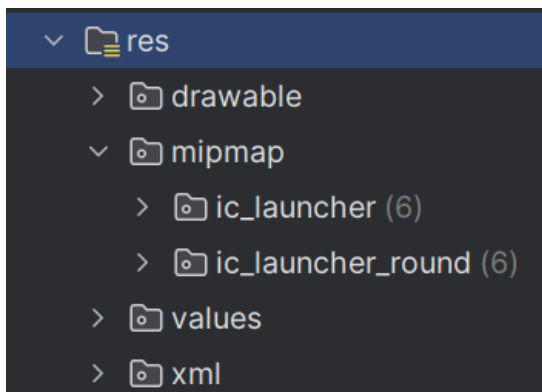 res
drawable
mipmap
ic_launcher (6)
ic_launcher_round (6)
values
xml